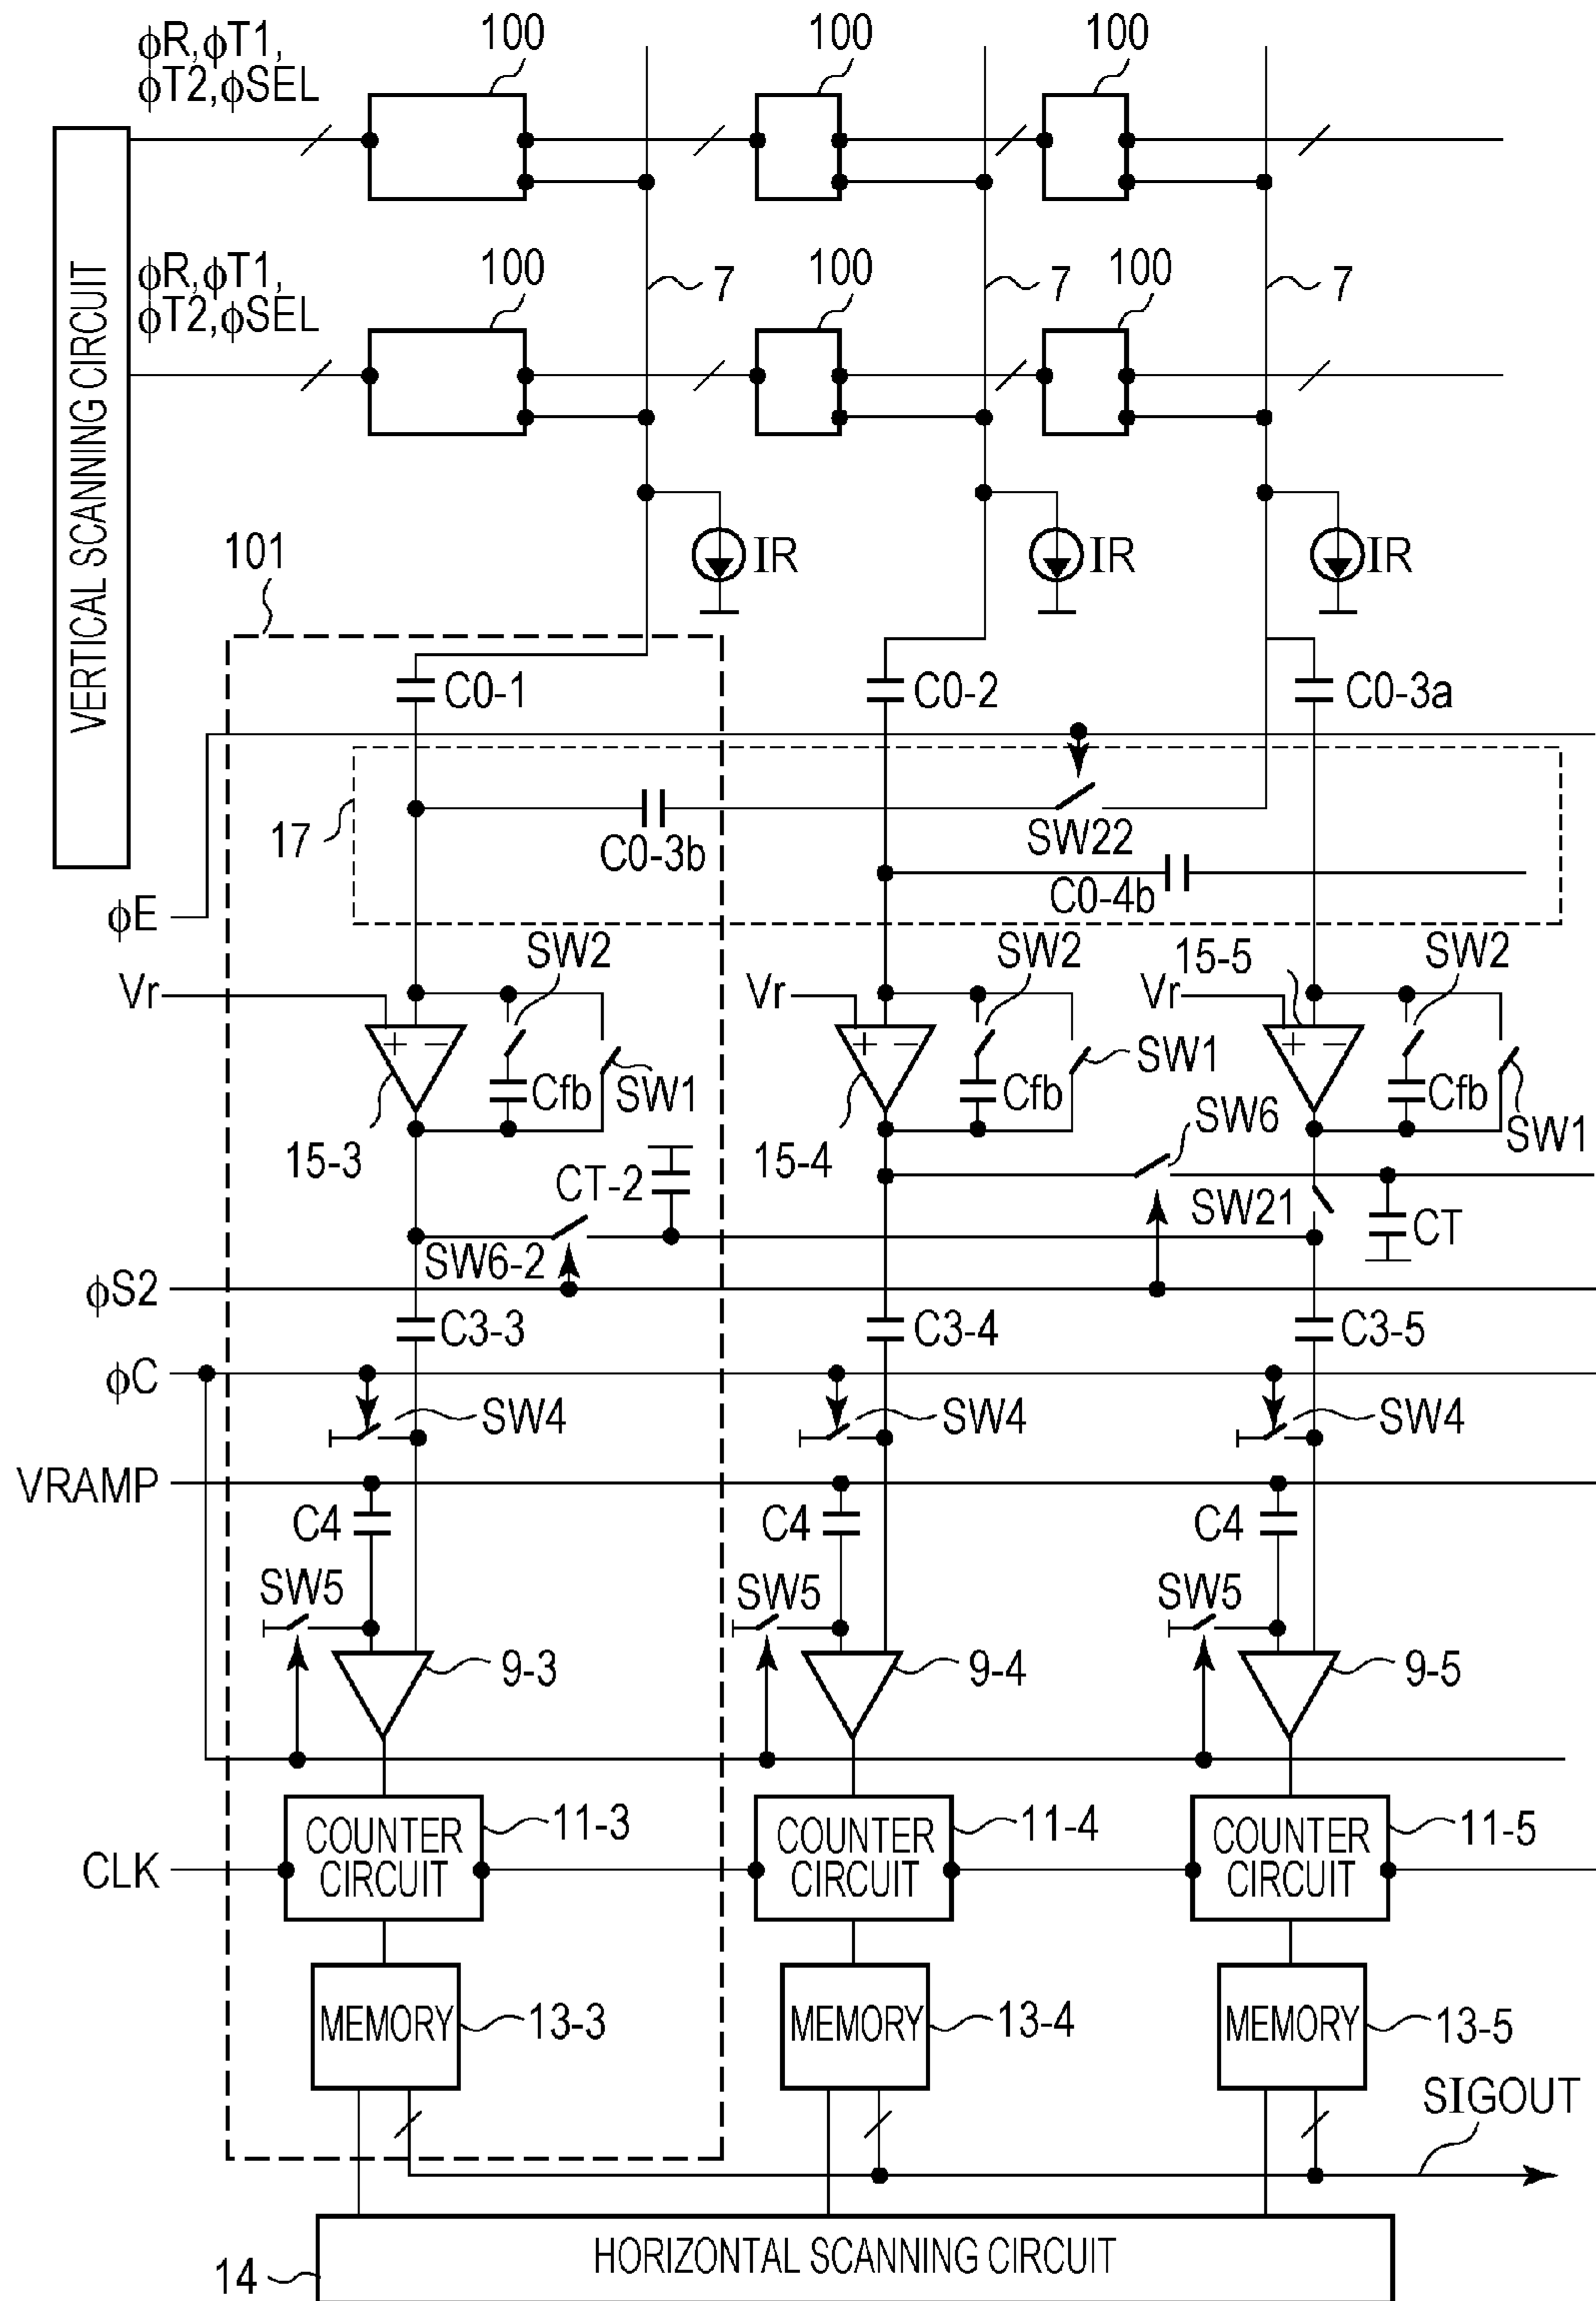 ϕR,ϕT1,
ϕT2,ϕSEL
100
100
100
VERTICAL SCANNING CIRCUIT
ϕR,ϕT1,
ϕT2,ϕSEL
100
7
100
7
100
7
IR
IR
IR
101
C0-1
C0-2
C0-3a
17
C0-3b
SW22
C0-4b
ϕE
SW2
SW2
15-5
SW2
Vr
Vr
Vr
+ −
+ −
+ −
Cfb
SW1
Cfb
SW1
Cfb
SW1
15-3
CT-2
15-4
SW6
SW21
CT
SW6-2
ϕS2
C3-3
C3-4
C3-5
ϕC
SW4
SW4
SW4
VRAMP
C4
C4
C4
SW5
SW5
SW5
9-3
9-4
9-5
COUNTER
CIRCUIT
11-3
COUNTER
CIRCUIT
11-4
COUNTER
CIRCUIT
11-5
CLK
MEMORY
13-3
MEMORY
13-4
MEMORY
13-5
SIGOUT
HORIZONTAL SCANNING CIRCUIT
14